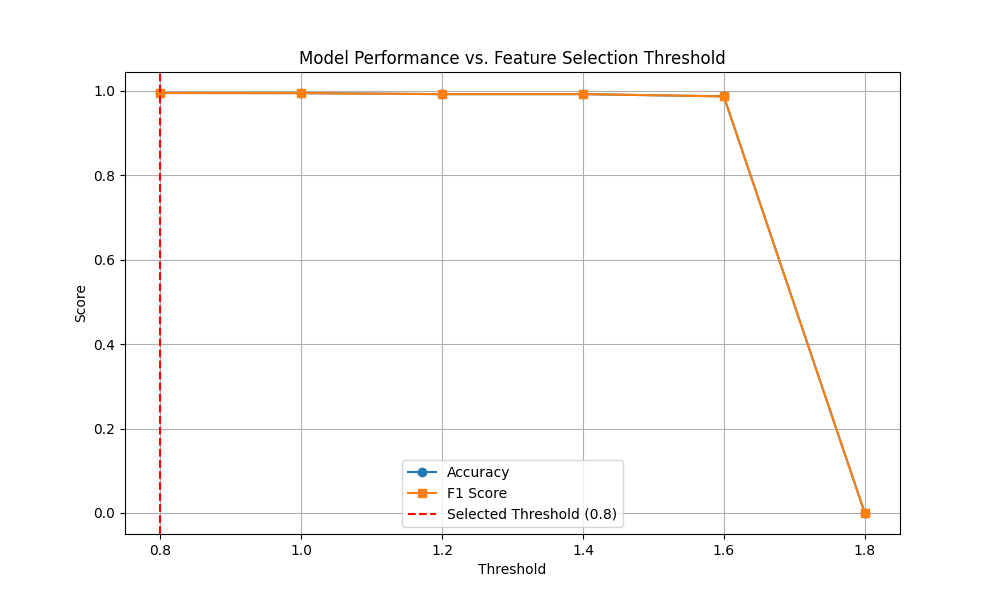 Model Performance vs. Feature Selection Threshold
Score
1.0
0.8
0.6
0.4
0.2
0.0
Accuracy
F1 Score
Selected Threshold (0.8)
0.8 1.0 1.2 1.4 1.6 1.8
Threshold